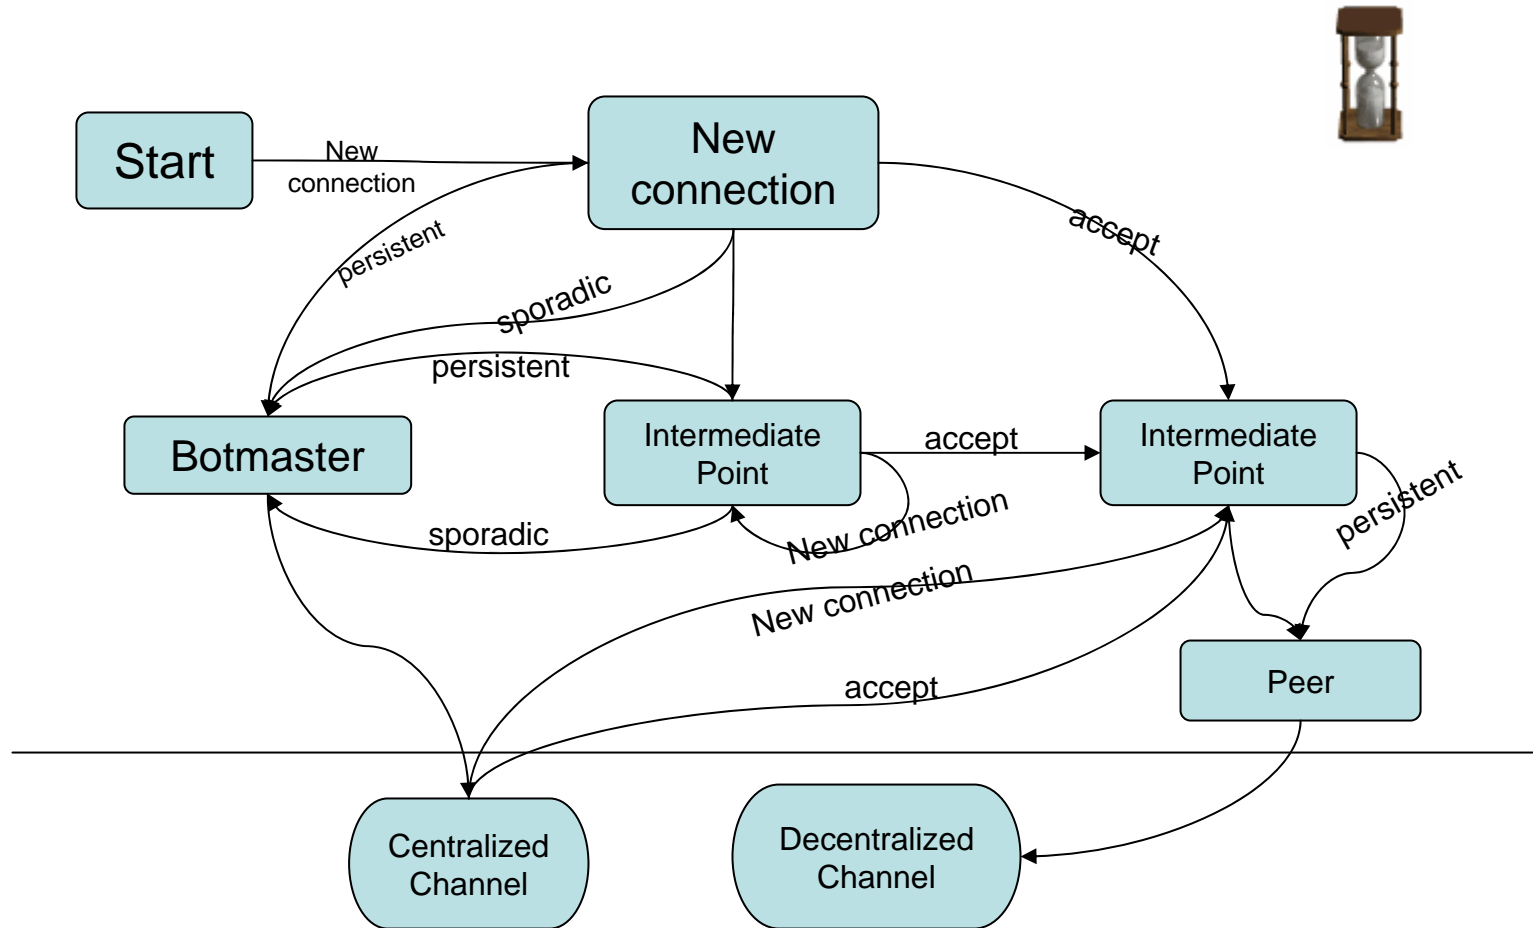 Start
New
connection
New
connection
accept
persistent
sporadic
persistent
Botmaster
Intermediate
Point
accept
Intermediate
Point
persistent
sporadic
New connection
New connection
accept
Peer
Centralized
Channel
Decentralized
Channel